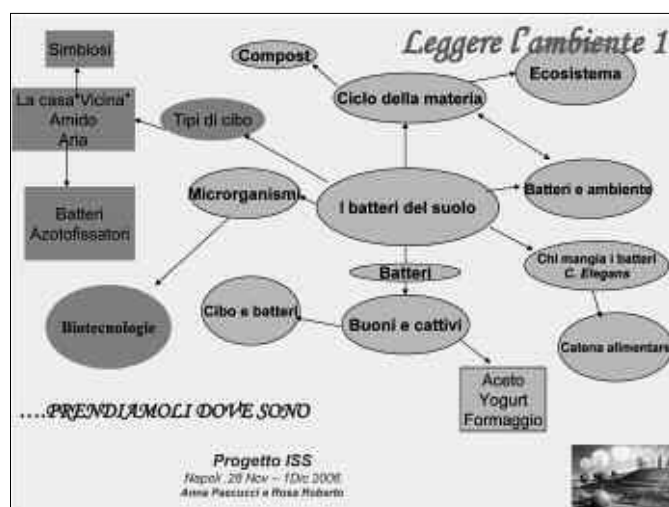 Leggere l'ambiente 1
Simbiosi
Compost
Ecosistema
La casa"Vicina"
Amido
Aria
Tipi di cibo
Ciclo della materia
Microrganismi
I batteri del suolo
Batteri e ambiente
Batteri
Azotofissatori
Batteri
Chi mangia i batteri
C. Elegans
Biotecnologie
Cibo e batteri
Buoni e cattivi
Catena alimentare
Aceto
Yogurt
Formaggio
....PRENDIAMOLI DOVE SONO
Progetto ISS
Napoli 28 Nov – 1Dic 2006
Anna Pascucci e Rosa Roberto